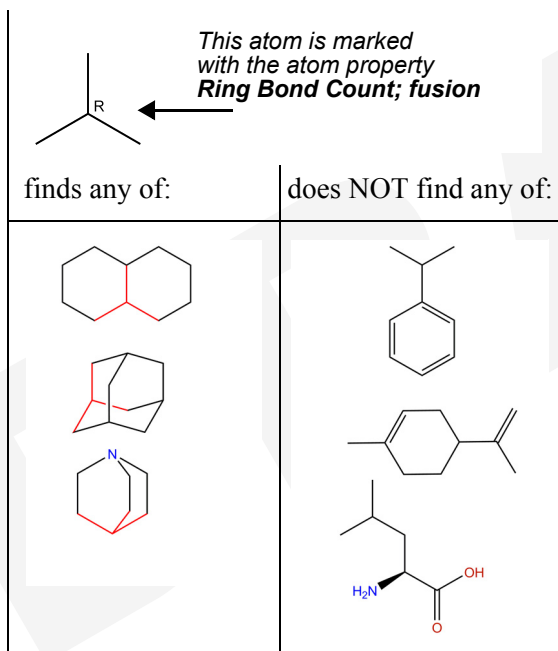 This atom is marked
with the atom property
Ring Bond Count; fusion
R
finds any of:
does NOT find any of:
N
H₂N
OH
O